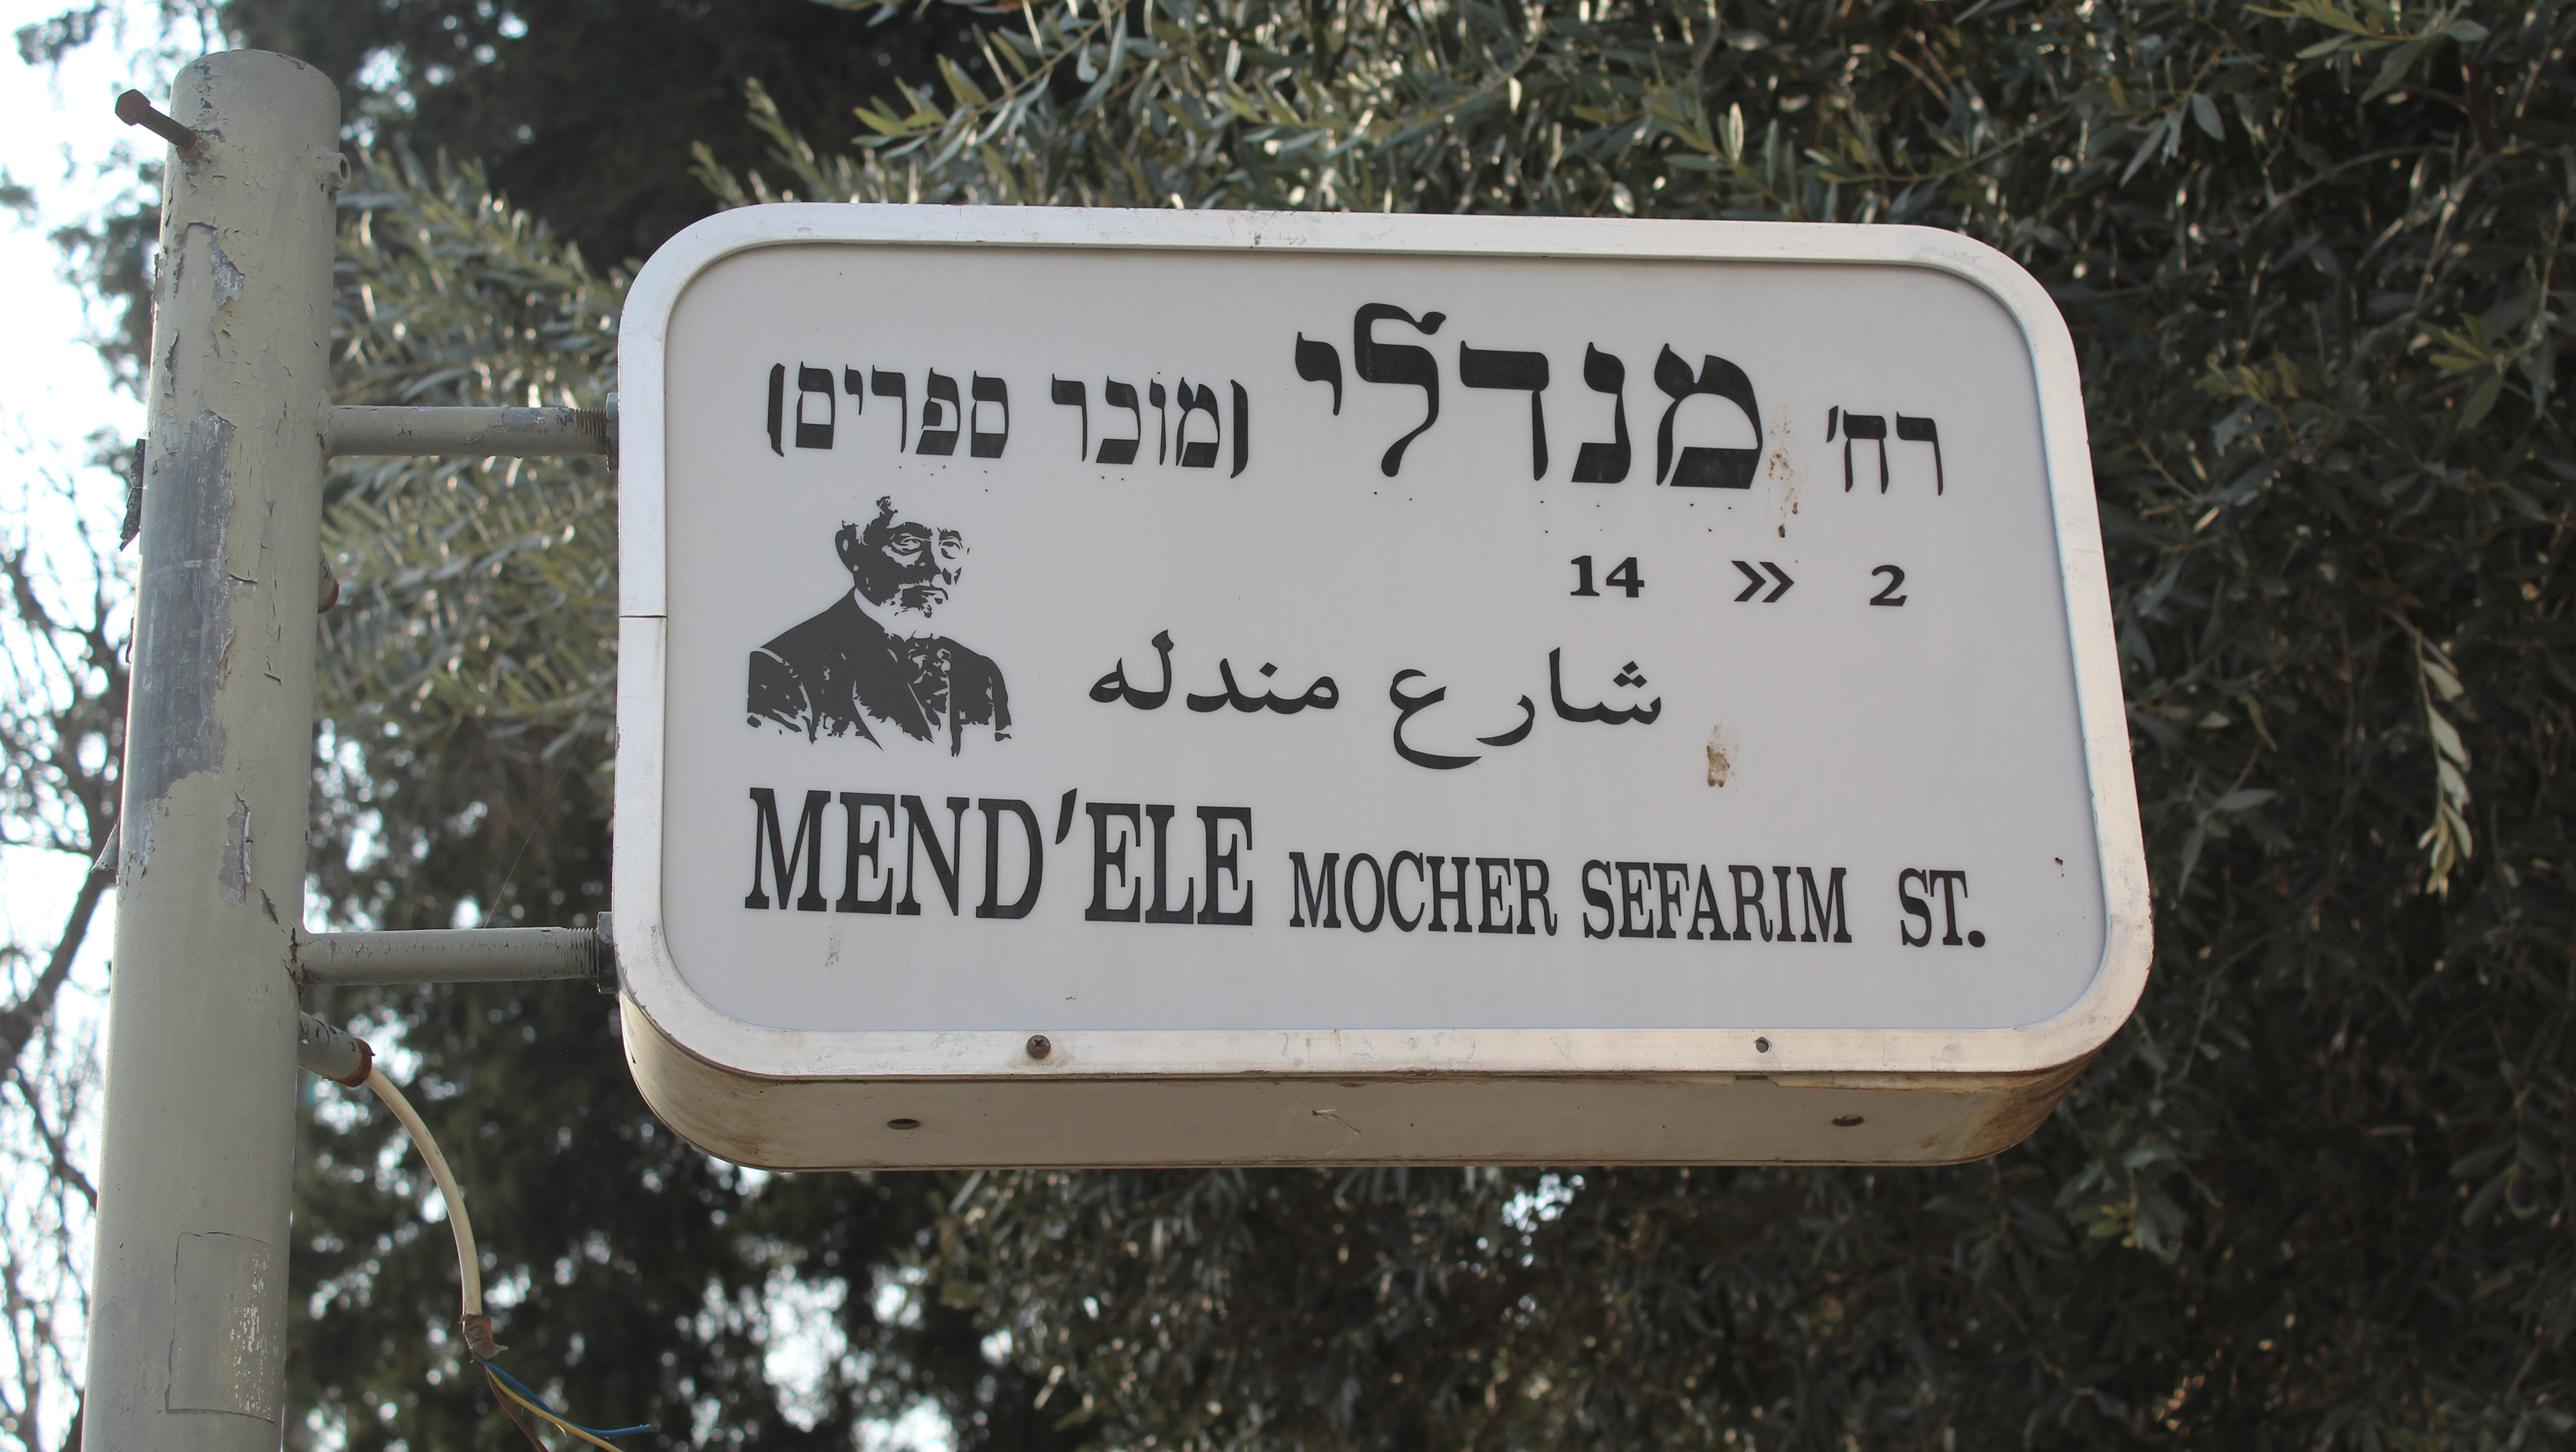 רח' מנדלי (מוכר ספרים)
2 » 14
شارع مندله
MEND'ELE MOCHER SEFARIM ST.